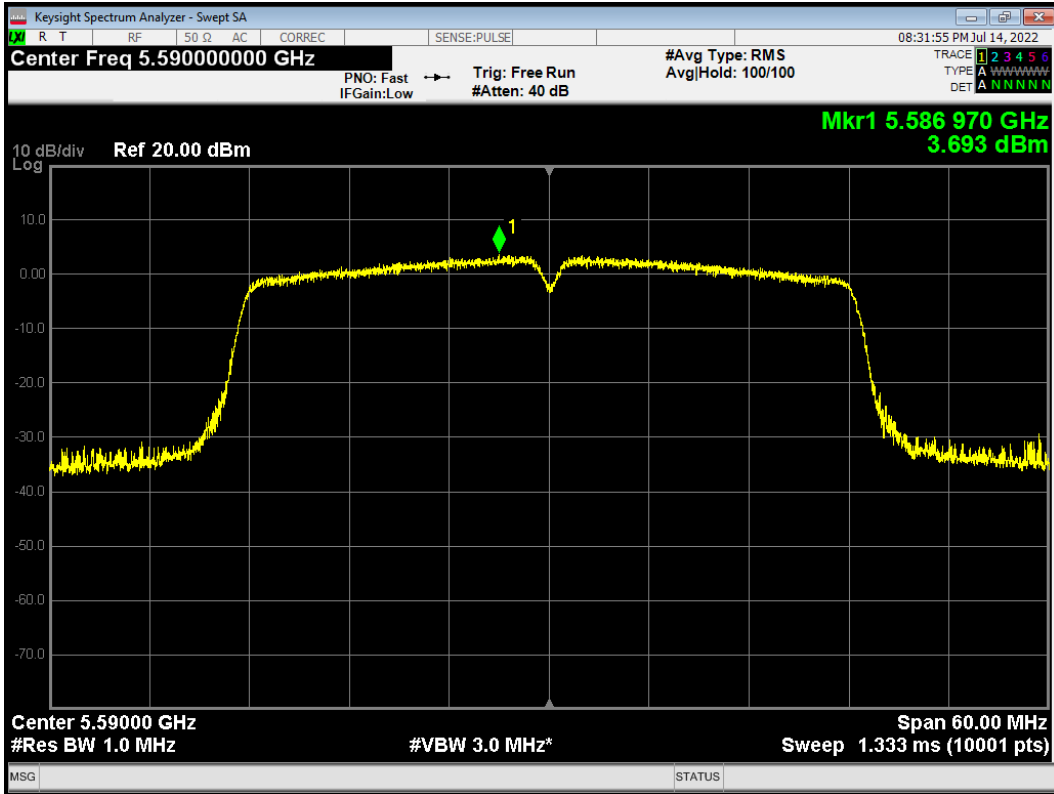 Keysight Spectrum Analyzer - Swept SA
LXI R T RF 50 Ω AC CORREC SENSE:PULSE 08:31:55 PM Jul 14, 2022
Center Freq 5.590000000 GHz
PNO: Fast
IFGain:Low
Trig: Free Run
#Atten: 40 dB
#Avg Type: RMS
Avg|Hold: 100/100
TRACE 1 2 3 4 5 6
TYPE A WWWWW
DET A N N N N N
Mkr1 5.586 970 GHz
3.693 dBm
10 dB/div Ref 20.00 dBm
Log
10.0
1
0.00
-10.0
-20.0
-30.0
-40.0
-50.0
-60.0
-70.0
Center 5.59000 GHz Span 60.00 MHz
#Res BW 1.0 MHz #VBW 3.0 MHz* Sweep 1.333 ms (10001 pts)
MSG STATUS